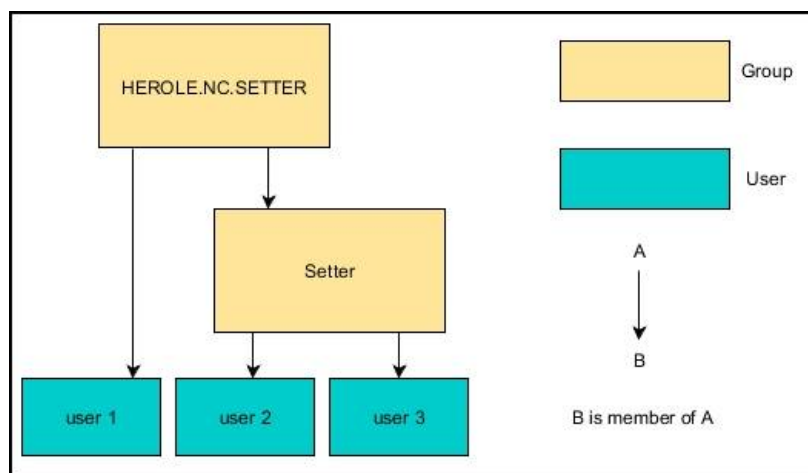 HEROLE.NC.SETTER
Setter
user 1
user 2
user 3
Group
User
A
B
B is member of A